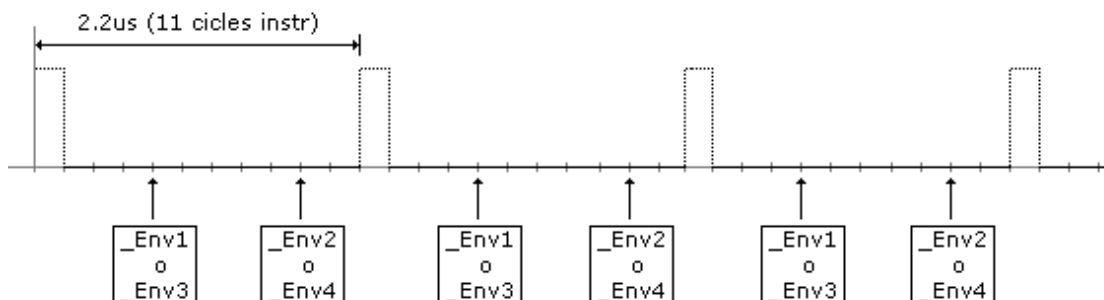 2.2us (11 cicles instr)
_Env1
o
_Env3
_Env2
o
_Env4
_Env1
o
_Env3
_Env2
o
_Env4
_Env1
o
_Env3
_Env2
o
_Env4